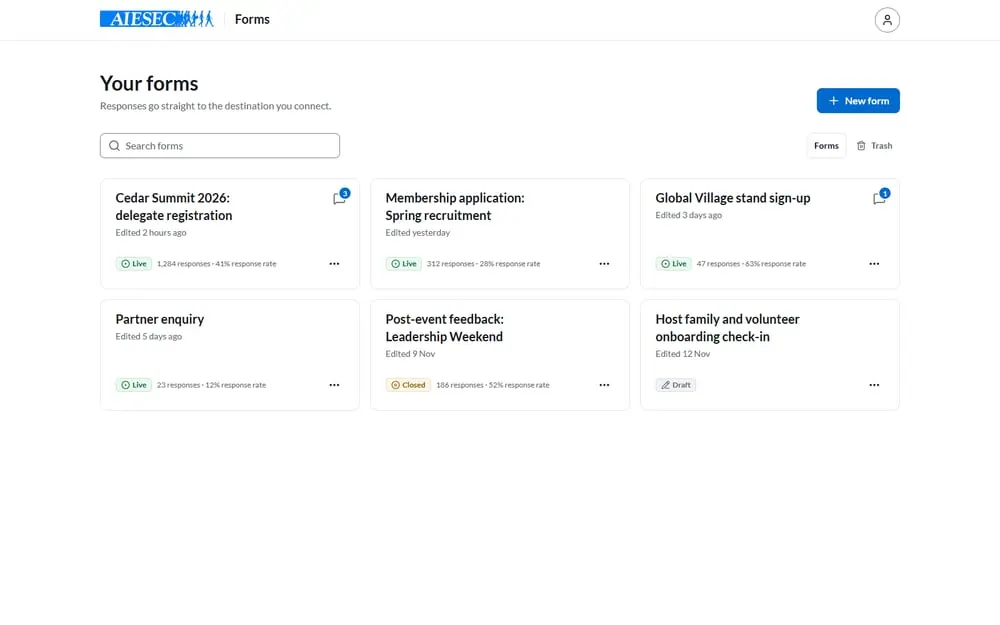 AIESEC Forms
Your forms
Responses go straight to the destination you connect.
+ New form
Search forms
Forms
Trash
Cedar Summit 2026:
delegate registration
3
Edited 2 hours ago
Live 1,284 responses · 41% response rate
Membership application:
Spring recruitment
Edited yesterday
Live 312 responses · 28% response rate
Global Village stand sign-up
1
Edited 3 days ago
Live 47 responses · 63% response rate
Partner enquiry
Edited 5 days ago
Live 23 responses · 12% response rate
Post-event feedback:
Leadership Weekend
Edited 9 Nov
Closed 186 responses · 52% response rate
Host family and volunteer
onboarding check-in
Edited 12 Nov
Draft